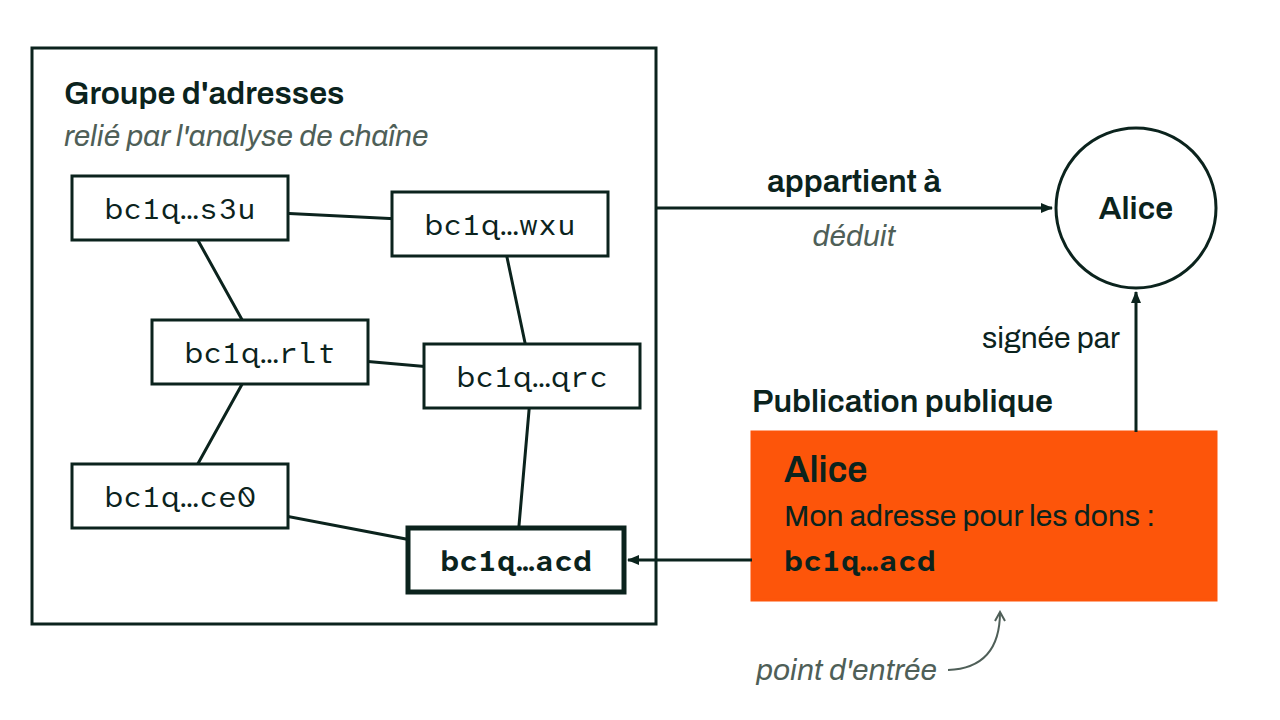 Groupe d'adresses
relié par l'analyse de chaîne
bc1q…s3u
bc1q…wxu
bc1q…rlt
bc1q…qrc
bc1q…ce0
bc1q…acd
appartient à
déduit
Alice
signée par
Publication publique
Alice
Mon adresse pour les dons :
bc1q…acd
point d'entrée